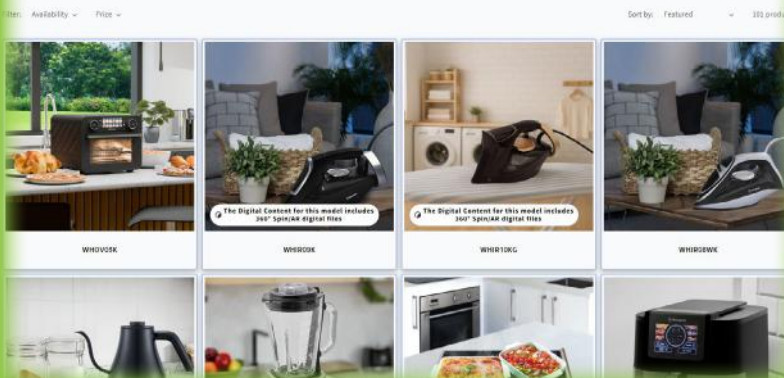 Filter: Availability Price
Sort by: Featured
The Digital Content for this model includes
360° Spin/AR digital files
The Digital Content for this model includes
360° Spin/AR digital files
WHOV05K
WHIR09K
WHIR10KG
WHIR08WK